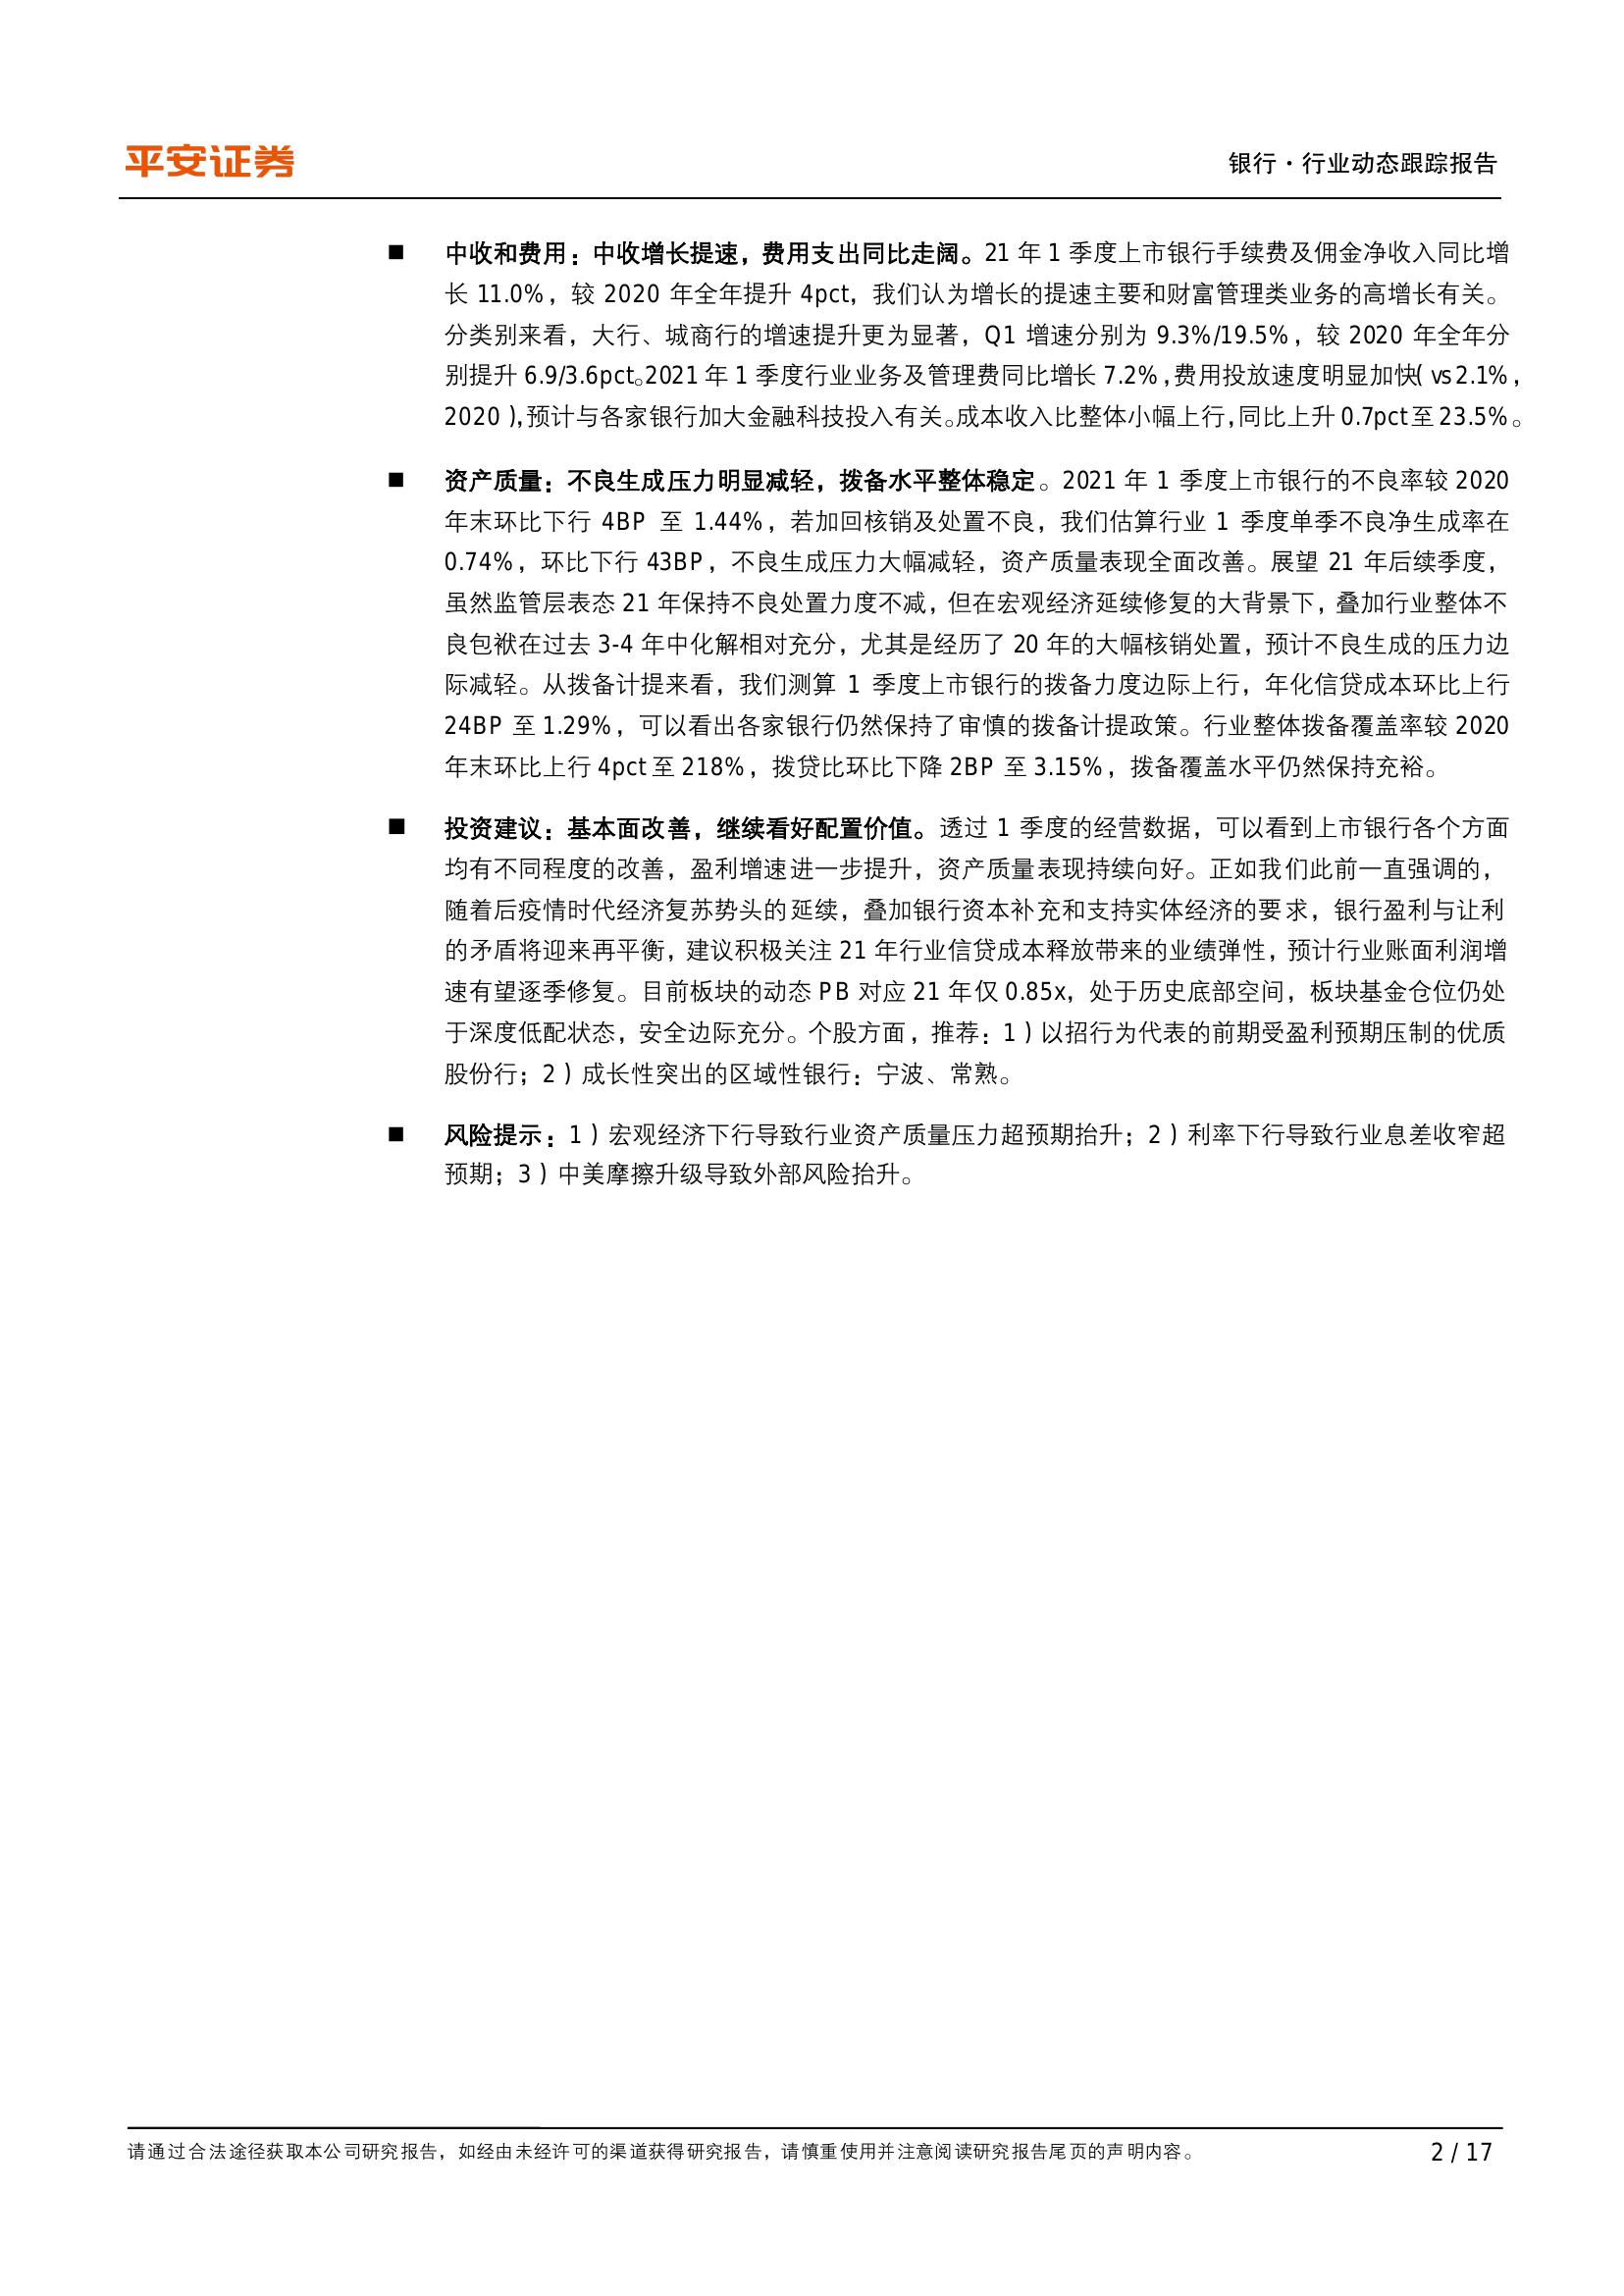 平安证券
银行·行业动态跟踪报告
■ 中收和费用：中收增长提速，费用支出同比走阔。21 年 1 季度上市银行手续费及佣金净收入同比增
长 11.0%，较 2020 年全年提升 4pct，我们认为增长的提速主要和财富管理类业务的高增长有关。
分类别来看，大行、城商行的增速提升更为显著，Q1 增速分别为 9.3%/19.5%，较 2020 年全年分
别提升 6.9/3.6pct。2021 年 1 季度行业业务及管理费同比增长 7.2%，费用投放速度明显加快（vs2.1%，
2020），预计与各家银行加大金融科技投入有关。成本收入比整体小幅上行，同比上升 0.7pct 至 23.5%。
■ 资产质量：不良生成压力明显减轻，拨备水平整体稳定。2021 年 1 季度上市银行的不良率较 2020
年末环比下行 4BP 至 1.44%，若加回核销及处置不良，我们估算行业 1 季度单季不良净生成率在
0.74%，环比下行 43BP，不良生成压力大幅减轻，资产质量表现全面改善。展望 21 年后续季度，
虽然监管层表态 21 年保持不良处置力度不减，但在宏观经济延续修复的大背景下，叠加行业整体不
良包袱在过去 3-4 年中化解相对充分，尤其是经历了 20 年的大幅核销处置，预计不良生成的压力边
际减轻。从拨备计提来看，我们测算 1 季度上市银行的拨备力度边际上行，年化信贷成本环比上行
24BP 至 1.29%，可以看出各家银行仍然保持了审慎的拨备计提政策。行业整体拨备覆盖率较 2020
年末环比上行 4pct 至 218%，拨贷比环比下降 2BP 至 3.15%，拨备覆盖水平仍然保持充裕。
■ 投资建议：基本面改善，继续看好配置价值。透过 1 季度的经营数据，可以看到上市银行各个方面
均有不同程度的改善，盈利增速进一步提升，资产质量表现持续向好。正如我们此前一直强调的，
随着后疫情时代经济复苏势头的延续，叠加银行资本补充和支持实体经济的要求，银行盈利与让利
的矛盾将迎来再平衡，建议积极关注 21 年行业信贷成本释放带来的业绩弹性，预计行业账面利润增
速有望逐季修复。目前板块的动态 PB 对应 21 年仅 0.85x，处于历史底部空间，板块基金仓位仍处
于深度低配状态，安全边际充分。个股方面，推荐：1）以招行为代表的前期受盈利预期压制的优质
股份行；2）成长性突出的区域性银行：宁波、常熟。
■ 风险提示：1）宏观经济下行导致行业资产质量压力超预期抬升；2）利率下行导致行业息差收窄超
预期；3）中美摩擦升级导致外部风险抬升。
请通过合法途径获取本公司研究报告，如经由未经许可的渠道获得研究报告，请慎重使用并注意阅读研究报告尾页的声明内容。
2 / 17